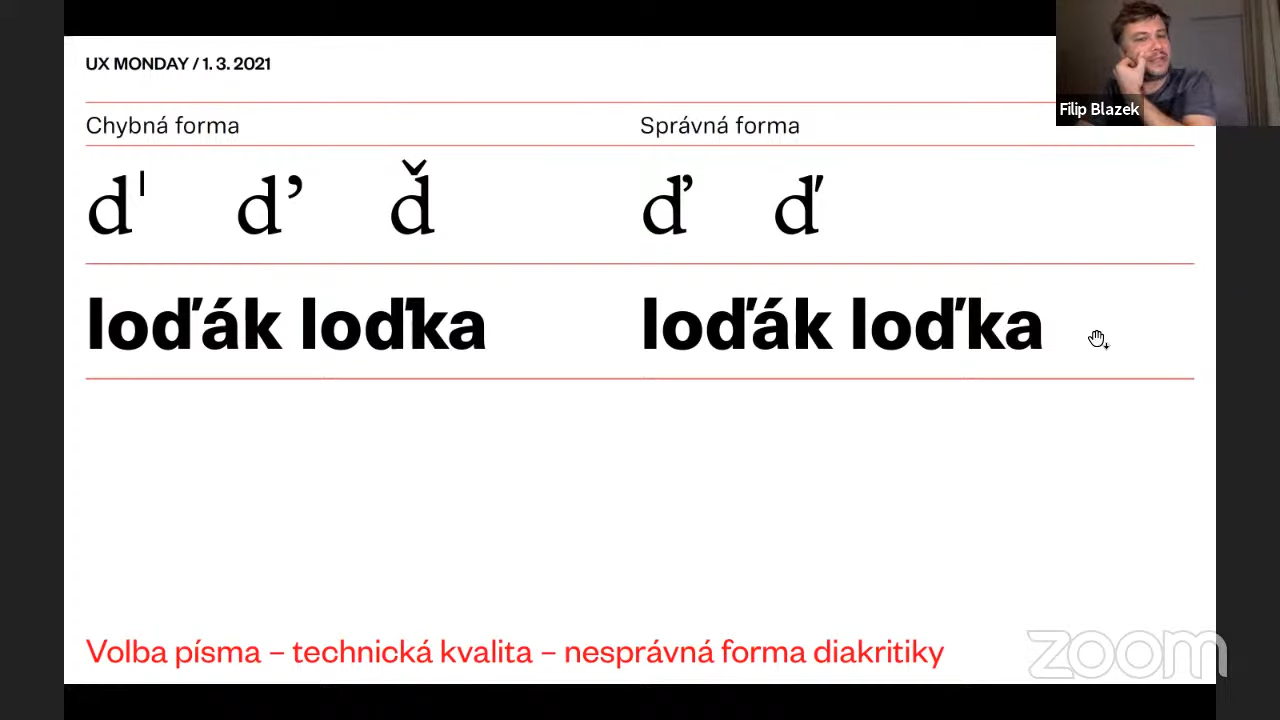 UX MONDAY / 1. 3. 2021
Filip Blazek
Chybná forma Správná forma
dˈ d’ ď ď ď
loďák loďka loďák loďka
Volba písma – technická kvalita – nesprávná forma diakritiky
zoom